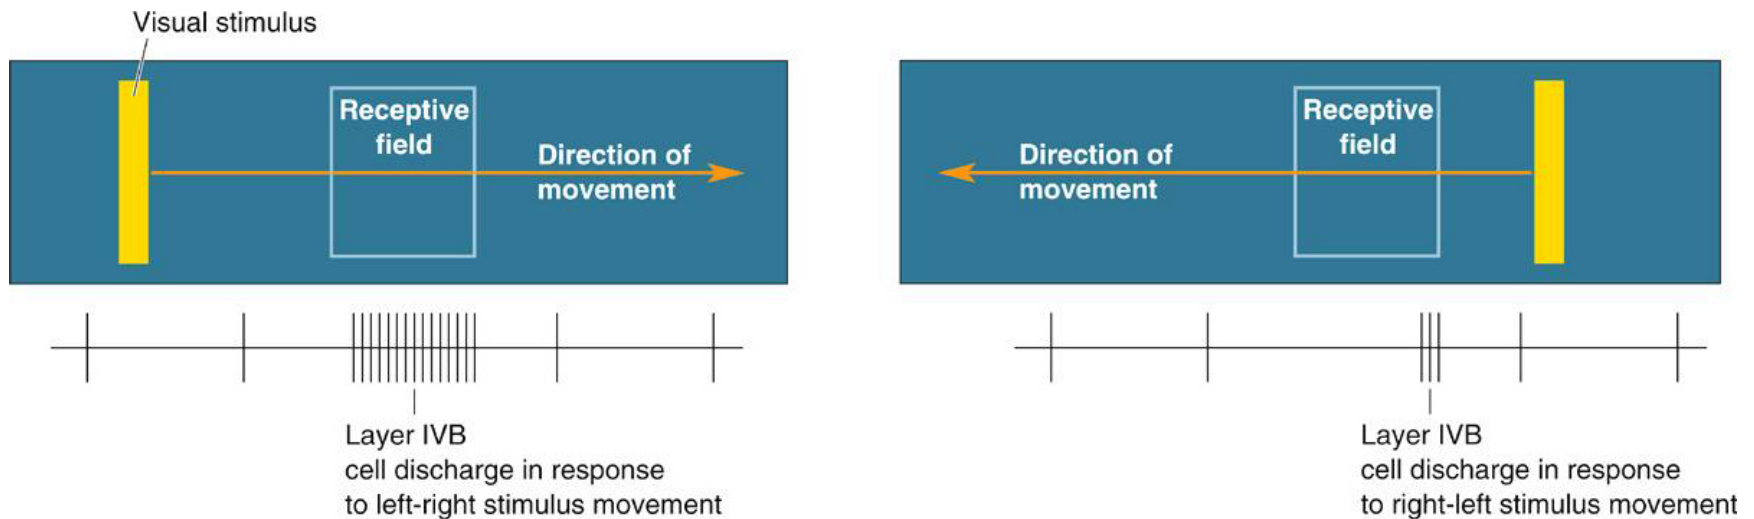 Visual stimulus
Receptive
field
Direction of
movement
Layer IVB
cell discharge in response
to left-right stimulus movement
Receptive
field
Direction of
movement
Layer IVB
cell discharge in response
to right-left stimulus movement